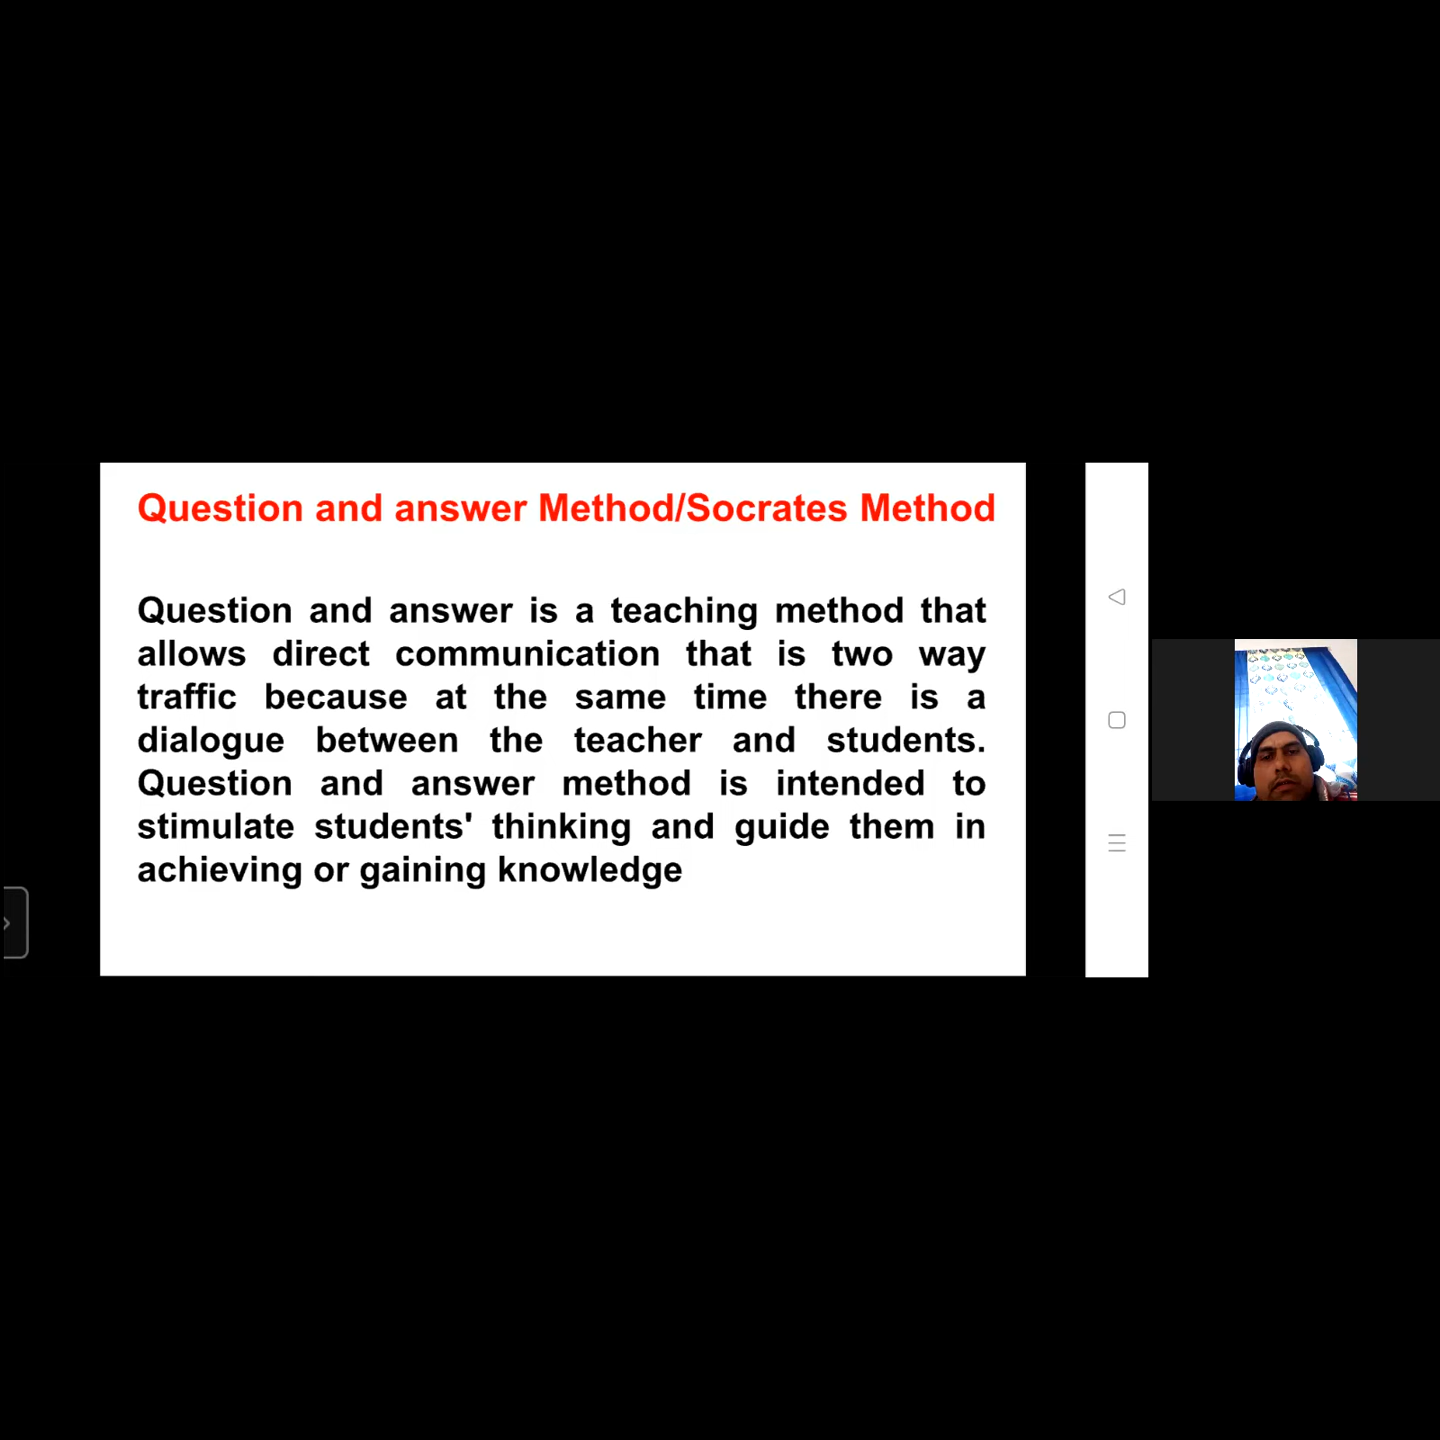 Question and answer Method/Socrates Method
Question and answer is a teaching method that
allows direct communication that is two way
traffic because at the same time there is a
dialogue between the teacher and students.
Question and answer method is intended to
stimulate students' thinking and guide them in
achieving or gaining knowledge